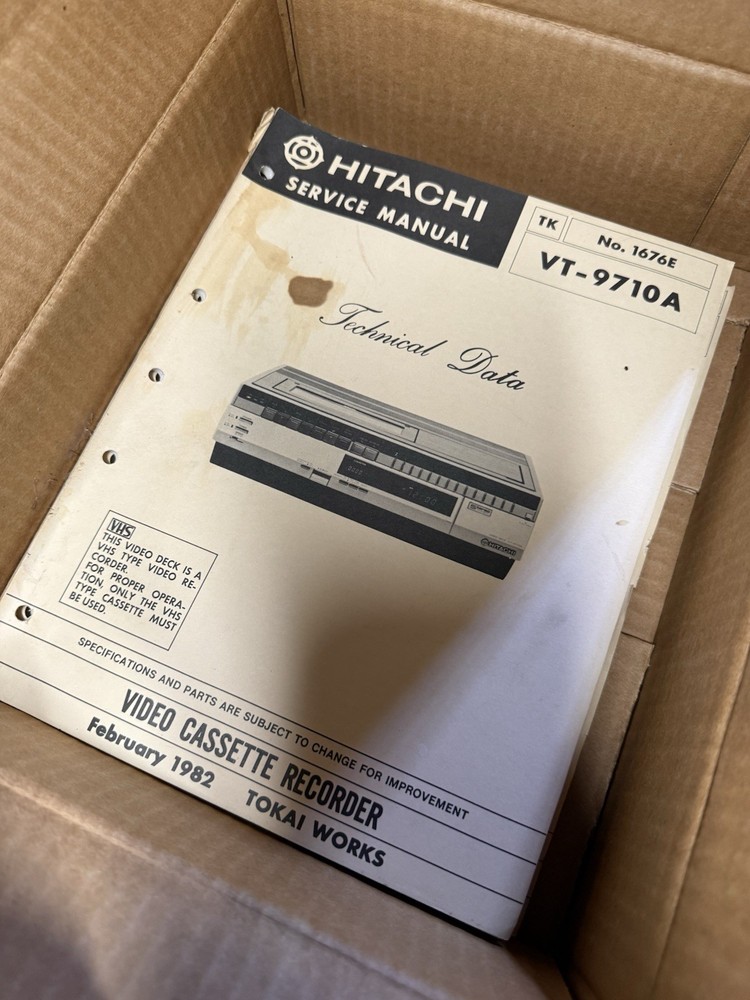 HITACHI
SERVICE MANUAL
TK
No. 1676E
VT-9710A
Technical Data
HITACHI
VHS
THIS VIDEO DECK IS A
VHS TYPE VIDEO RE-
CORDER.
FOR PROPER OPERA-
TION, ONLY THE VHS
TYPE CASSETTE MUST
BE USED.
SPECIFICATIONS AND PARTS ARE SUBJECT TO CHANGE FOR IMPROVEMENT
VIDEO CASSETTE RECORDER
February 1982 TOKAI WORKS